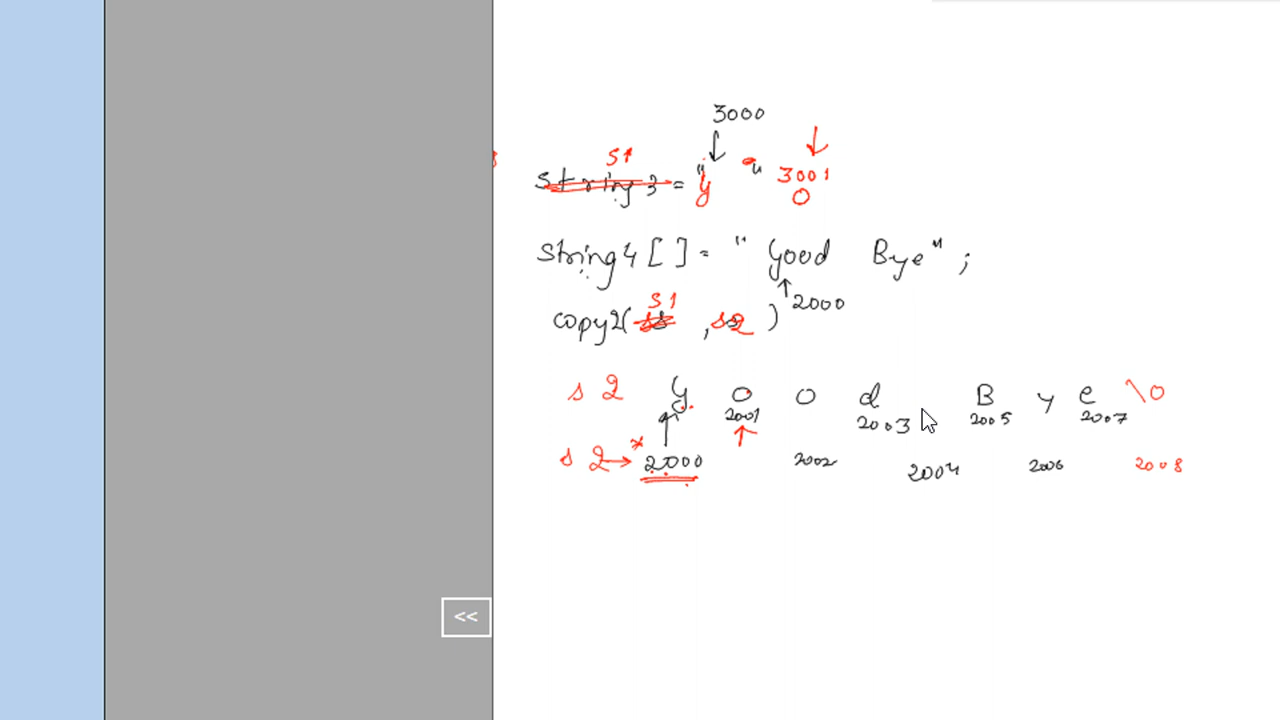 3000
s1
string3 = "y " 3001
0
string4[] = "Good Bye";
2000
s1
copy2( , s2 )
s 2 G o o d B y e \0
2001 2003 2005 2007
s 2 → * 2000 2002 2004 2006 2008
<<